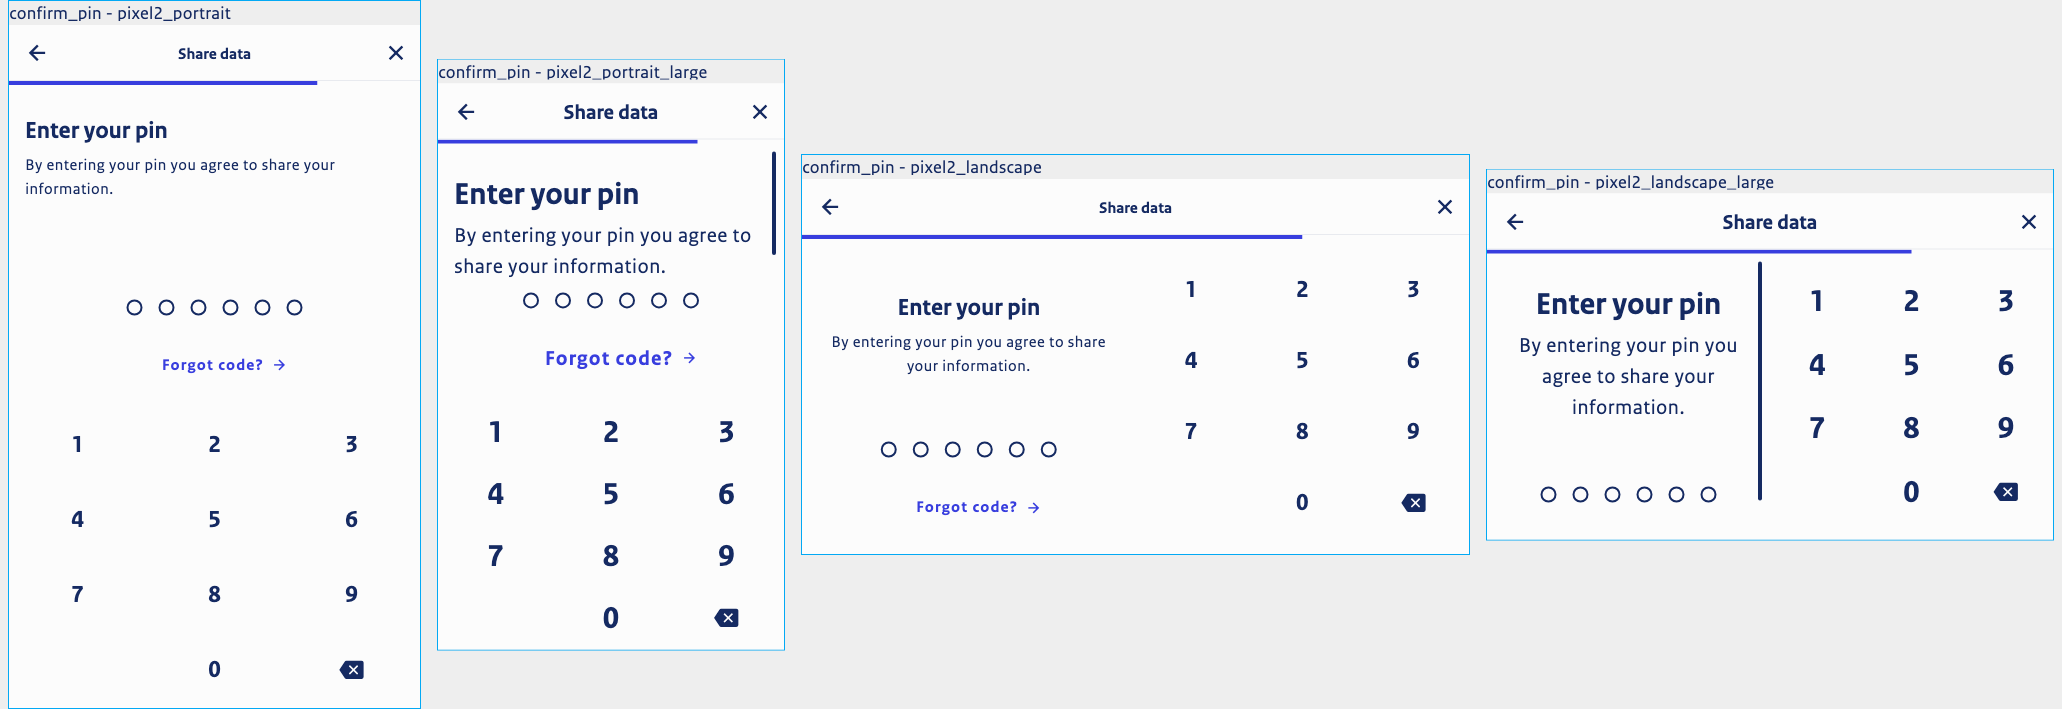 confirm_pin - pixel2_portrait
Share data
Enter your pin
By entering your pin you agree to share your
information.
Forgot code?
1 2 3
4 5 6
7 8 9
0
confirm_pin - pixel2_portrait_large
Share data
Enter your pin
By entering your pin you agree to
share your information.
Forgot code?
1 2 3
4 5 6
7 8 9
0
confirm_pin - pixel2_landscape
Share data
Enter your pin
By entering your pin you agree to share
your information.
Forgot code?
1 2 3
4 5 6
7 8 9
0
confirm_pin - pixel2_landscape_large
Share data
Enter your pin
By entering your pin you
agree to share your
information.
1 2 3
4 5 6
7 8 9
0